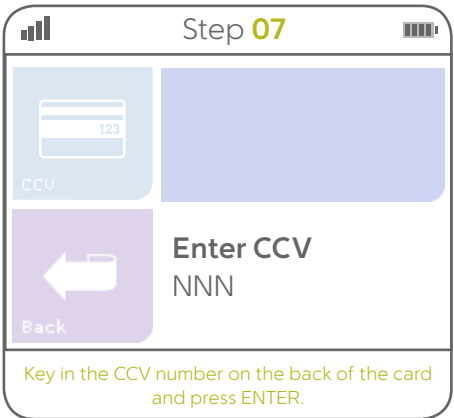 Step 07
123
CCV
Enter CCV
NNN
Back
Key in the CCV number on the back of the card
and press ENTER.